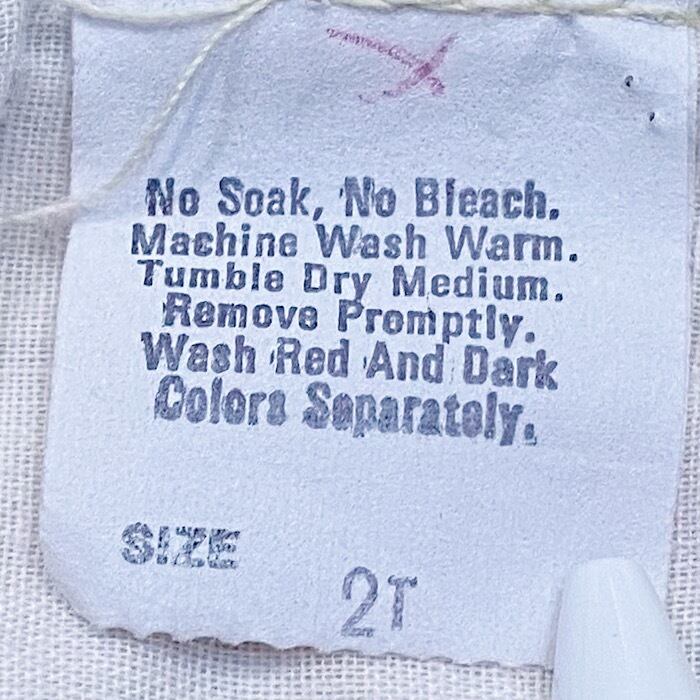 No Soak, No Bleach.
Machine Wash Warm.
Tumble Dry Medium.
Remove Promptly.
Wash Red And Dark
Colors Separately.
SIZE
2T